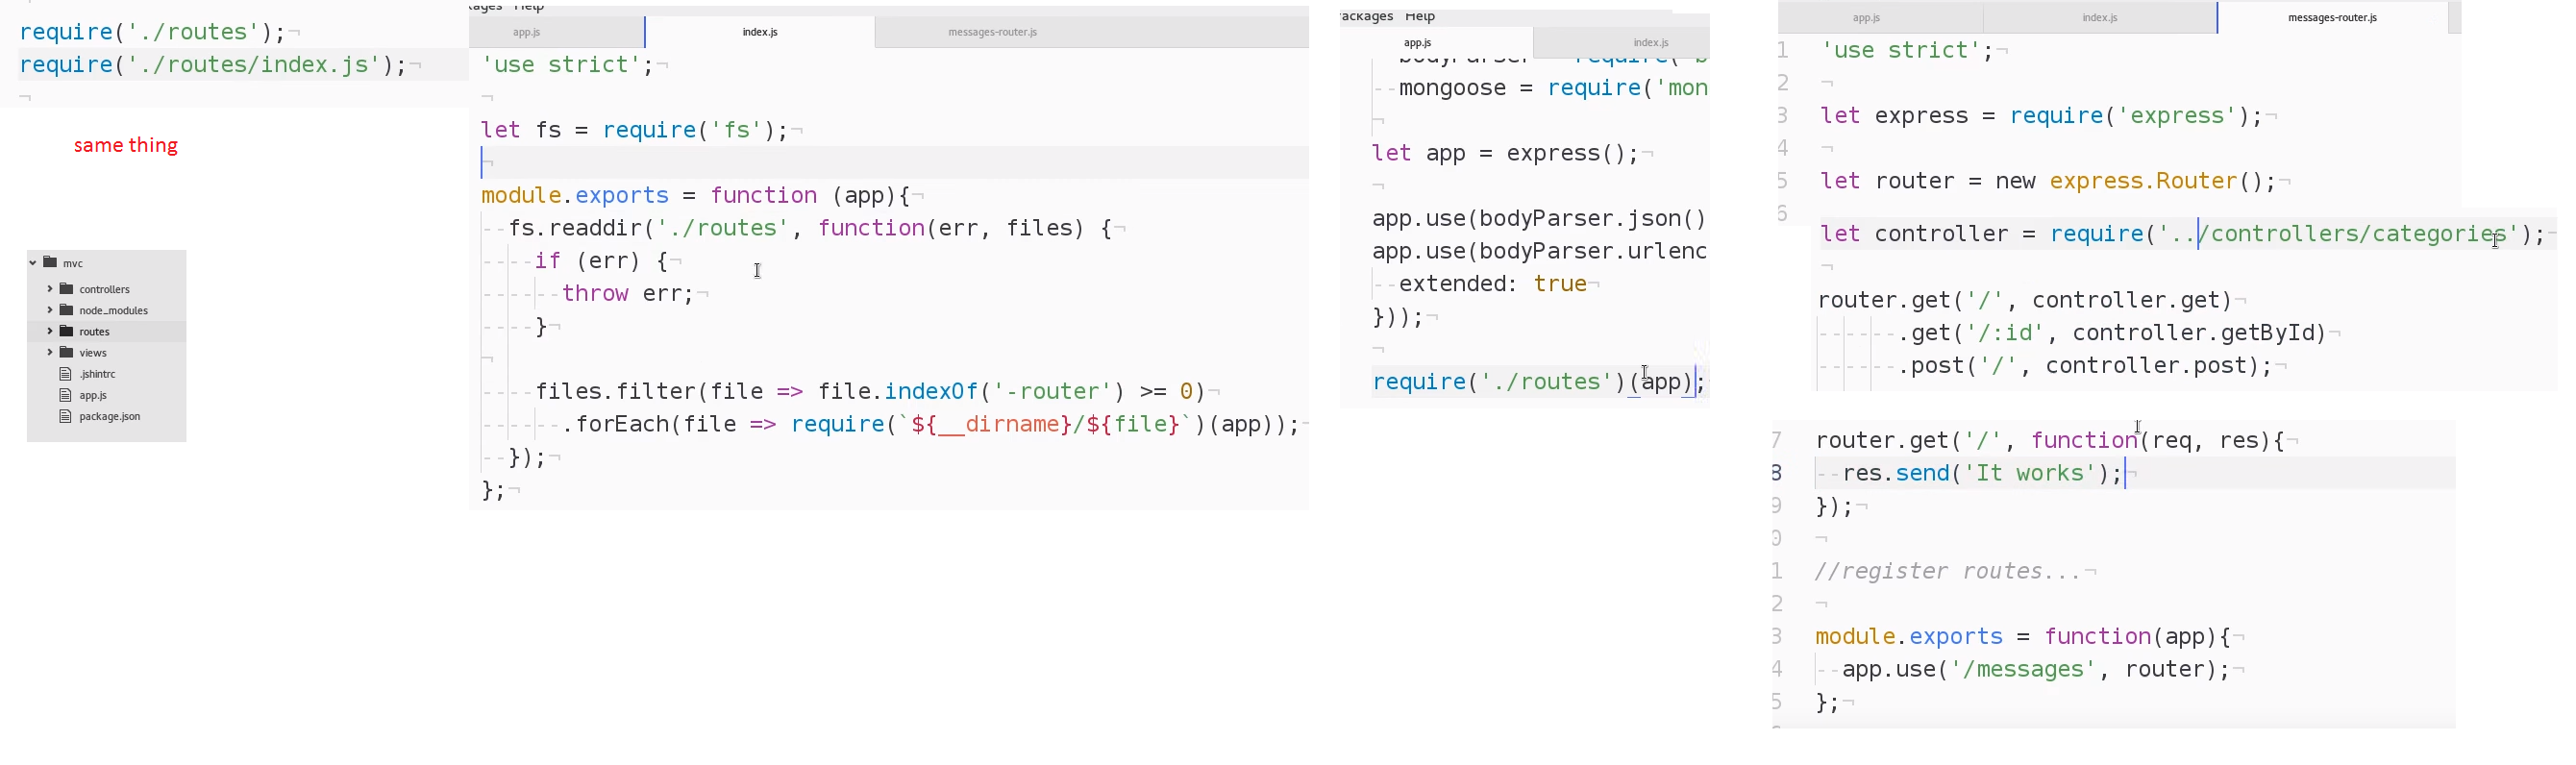 require('./routes');
require('./routes/index.js');
same thing
mvc
controllers
node_modules
routes
views
.jshintrc
app.js
package.json
Help
app.js index.js messages-router.js
'use strict';
let fs = require('fs');
module.exports = function (app){
fs.readdir('./routes', function(err, files) {
if (err) {
throw err;
}
files.filter(file => file.indexOf('-router') >= 0)
.forEach(file => require(`${__dirname}/${file}`)(app));
});
};
ackages Help
app.js index.js
bodyParser = require('b
mongoose = require('mon
let app = express();
app.use(bodyParser.json()
app.use(bodyParser.urlenc
extended: true
}));
require('./routes')(app);
app.js index.js messages-router.js
1 'use strict';
2
3 let express = require('express');
4
5 let router = new express.Router();
6
let controller = require('../controllers/categories');
router.get('/', controller.get)
.get('/:id', controller.getById)
.post('/', controller.post);
7 router.get('/', function(req, res){
8 res.send('It works');
9 });
0
1 //register routes...
2
3 module.exports = function(app){
4 app.use('/messages', router);
5 };